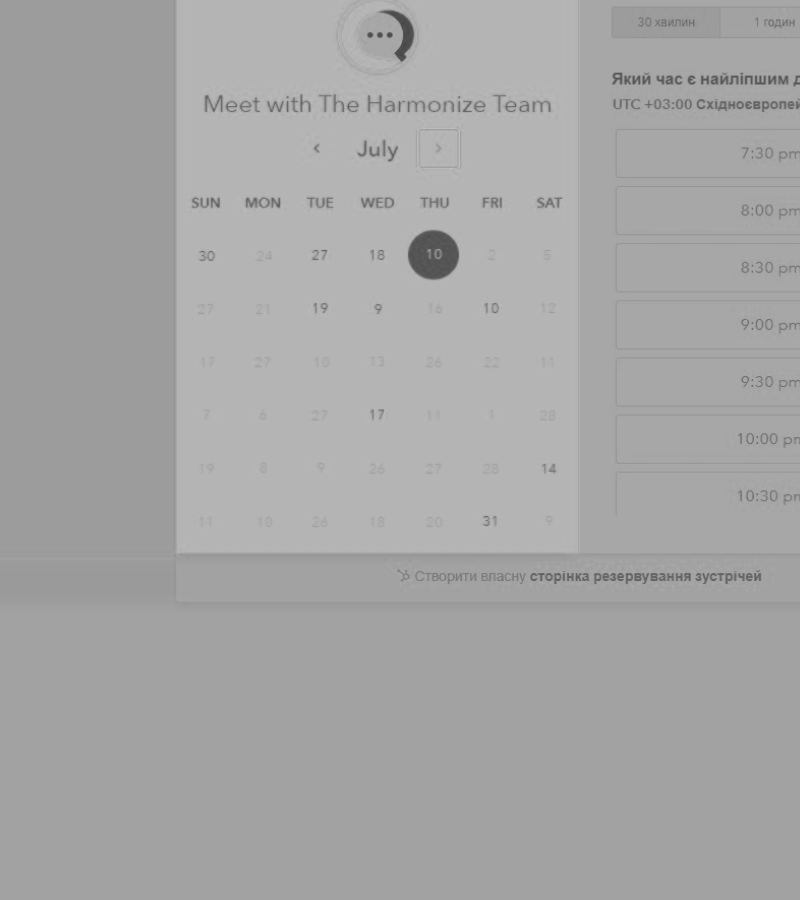 30 хвилин 1 годин
Meet with The Harmonize Team
Який час є найліпшим
UTC +03:00 Східноєвропей
July
SUN MON TUE WED THU FRI SAT
30 24 27 18 10 2 5
27 21 19 9 16 10 12
17 27 10 13 26 22 11
7 6 27 17 11 1 28
19 8 9 26 27 28 14
11 10 26 18 20 31 9
7:30 pm
8:00 pm
8:30 pm
9:00 pm
9:30 pm
10:00 pm
10:30 pm
Створити власну сторінка резервування зустрічей